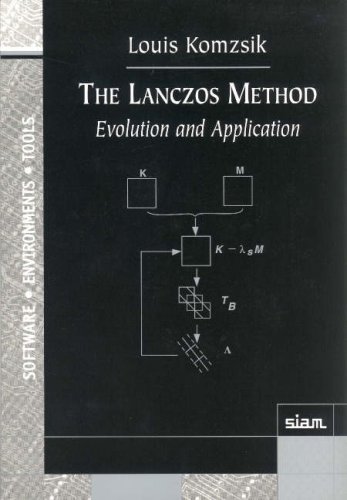 Louis Komzsik
THE LANCZOS METHOD
Evolution and Application
SOFTWARE • ENVIRONMENTS • TOOLS
K
M
K − λsM
TB
Λ
siam